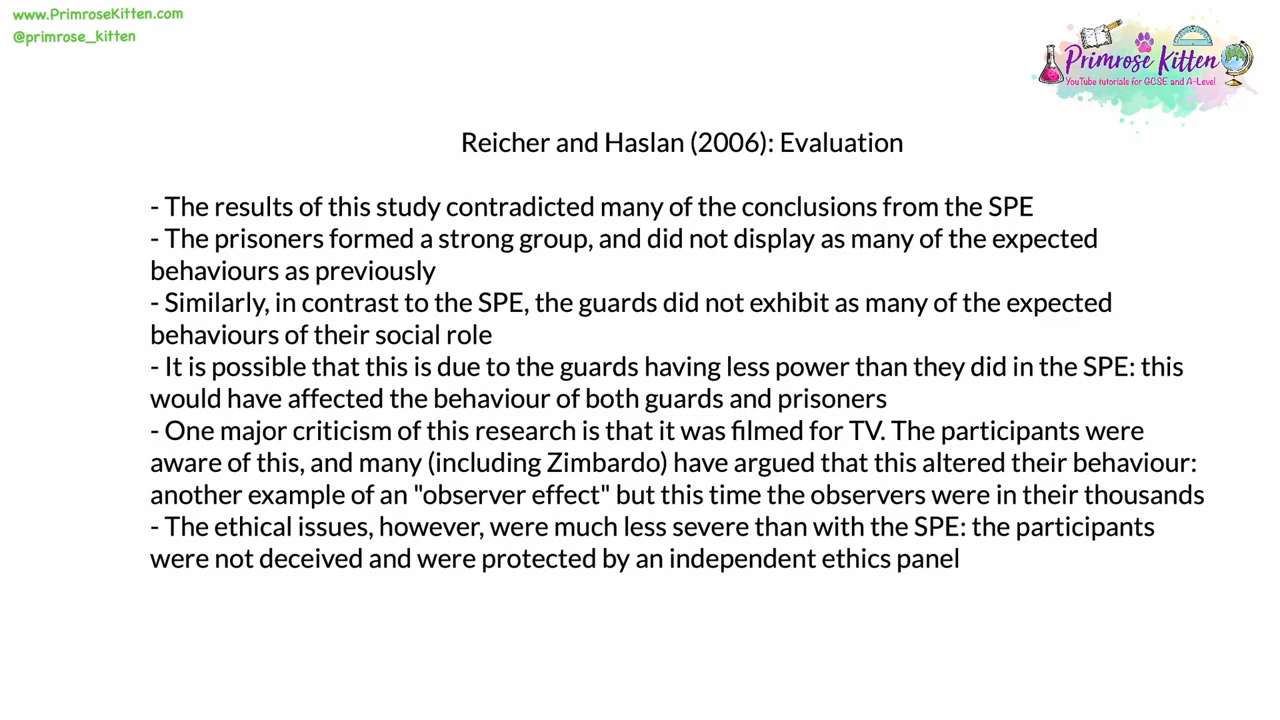 www.PrimroseKitten.com
@primrose_kitten
Primrose Kitten
YouTube tutorials for GCSE and A-Level
Reicher and Haslan (2006): Evaluation
- The results of this study contradicted many of the conclusions from the SPE
- The prisoners formed a strong group, and did not display as many of the expected
behaviours as previously
- Similarly, in contrast to the SPE, the guards did not exhibit as many of the expected
behaviours of their social role
- It is possible that this is due to the guards having less power than they did in the SPE: this
would have affected the behaviour of both guards and prisoners
- One major criticism of this research is that it was filmed for TV. The participants were
aware of this, and many (including Zimbardo) have argued that this altered their behaviour:
another example of an "observer effect" but this time the observers were in their thousands
- The ethical issues, however, were much less severe than with the SPE: the participants
were not deceived and were protected by an independent ethics panel